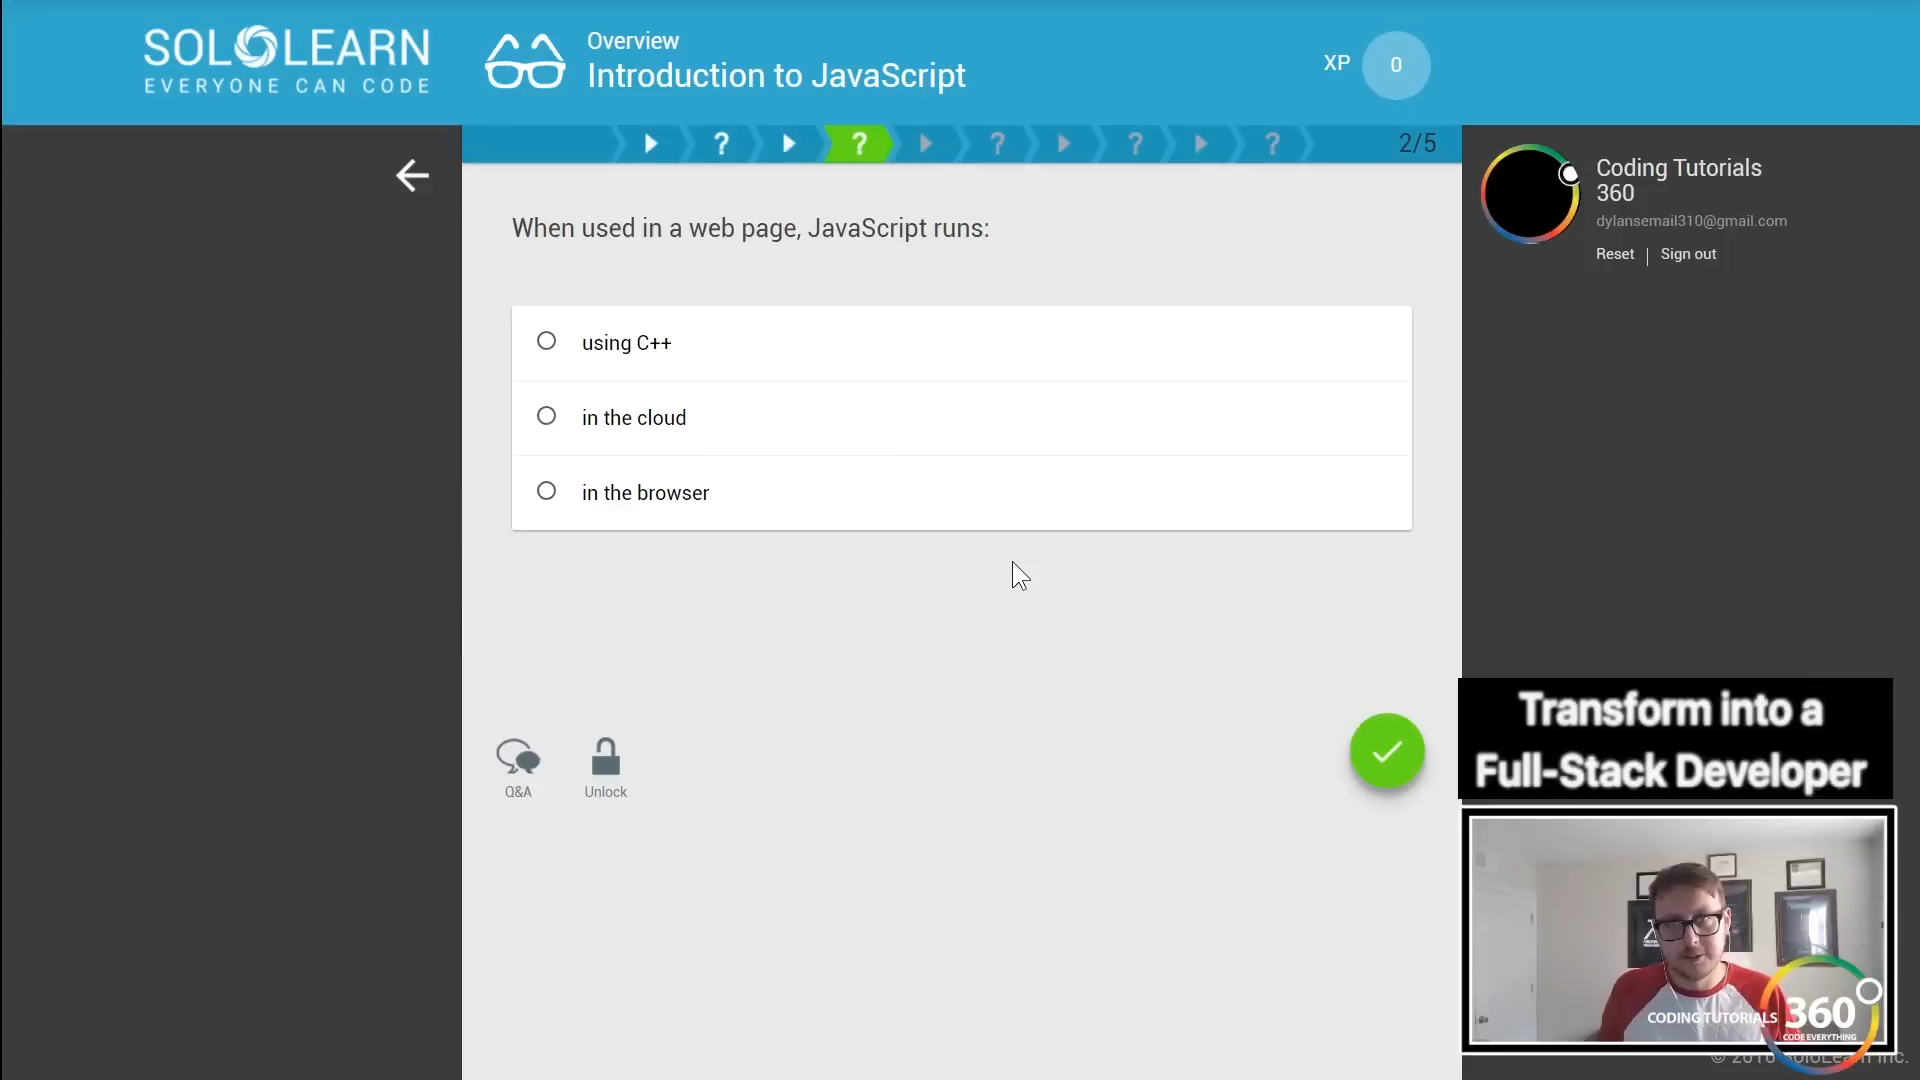 SOLOLEARN
EVERYONE CAN CODE
Overview
Introduction to JavaScript
XP 0
? ? ? ? ? 2/5
Coding Tutorials
360
dylansemail310@gmail.com
Reset | Sign out
When used in a web page, JavaScript runs:
using C++
in the cloud
in the browser
Q&A
Unlock
Transform into a
Full-Stack Developer
CODING TUTORIALS 360
CODE EVERYTHING
Inc.